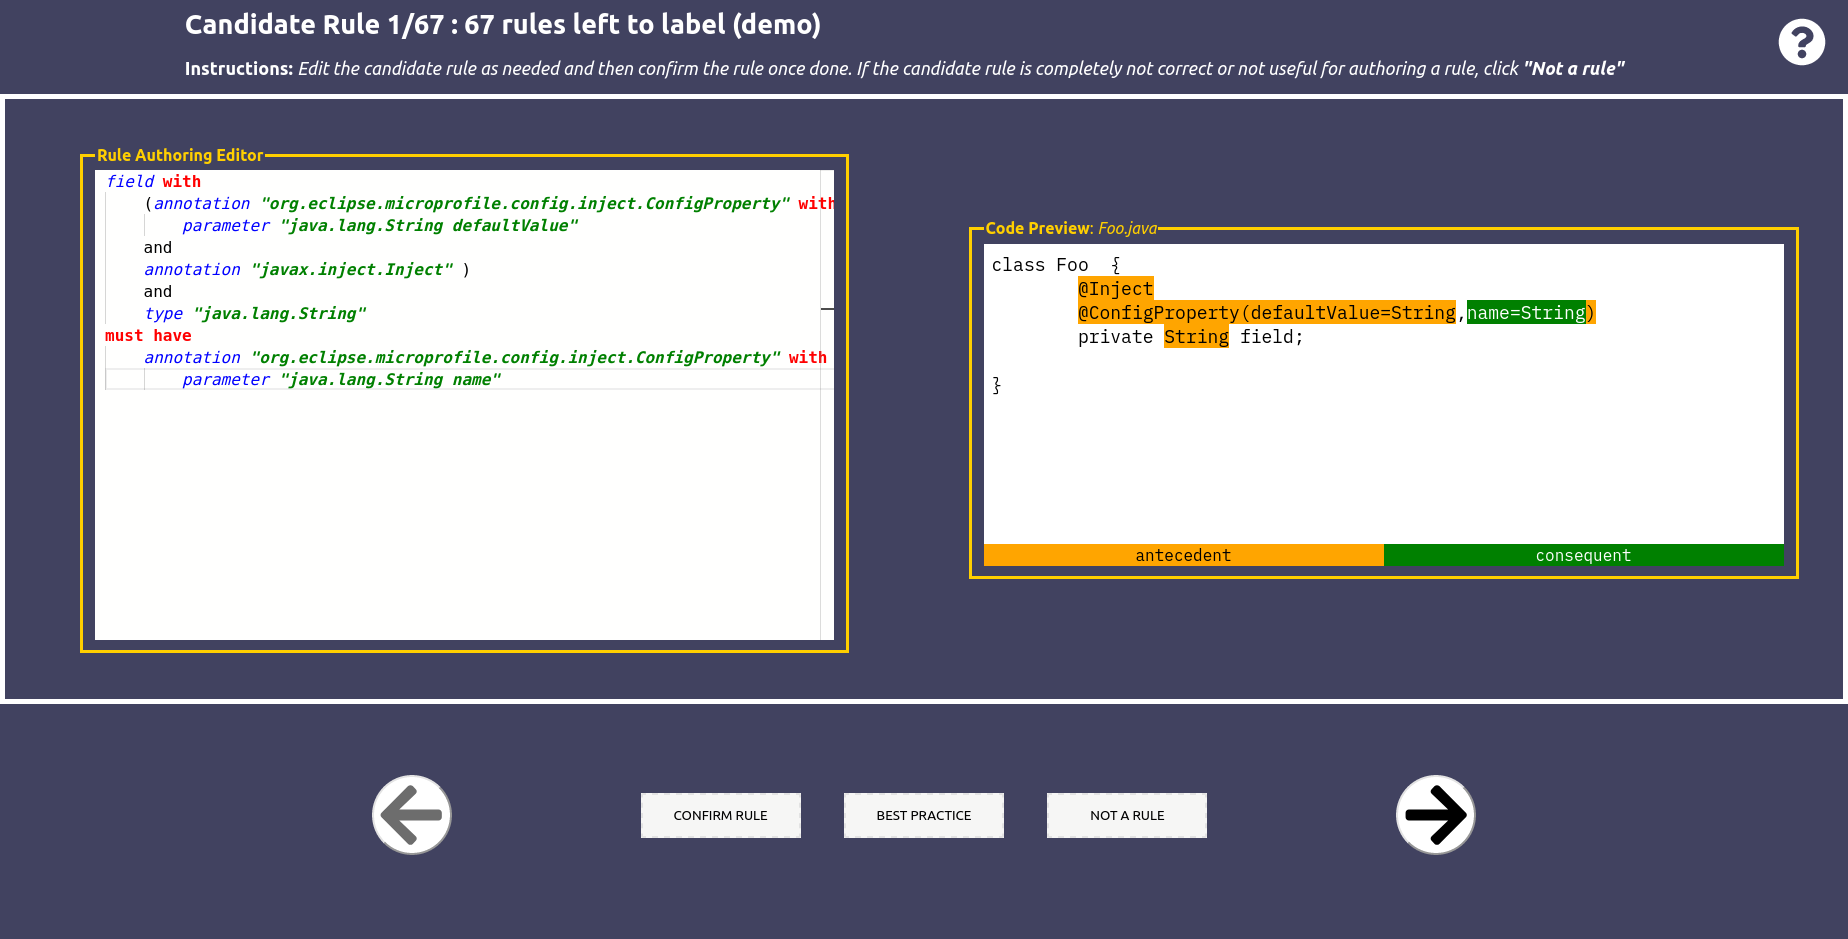 Candidate Rule 1/67 : 67 rules left to label (demo)
Instructions: Edit the candidate rule as needed and then confirm the rule once done. If the candidate rule is completely not correct or not useful for authoring a rule, click "Not a rule"
?
Rule Authoring Editor
field with
(annotation "org.eclipse.microprofile.config.inject.ConfigProperty" with
parameter "java.lang.String defaultValue"
and
annotation "javax.inject.Inject" )
and
type "java.lang.String"
must have
annotation "org.eclipse.microprofile.config.inject.ConfigProperty" with
parameter "java.lang.String name"
Code Preview: Foo.java
class Foo  {
@Inject
@ConfigProperty(defaultValue=String,name=String)
private String field;
}
antecedent
consequent
CONFIRM RULE
BEST PRACTICE
NOT A RULE